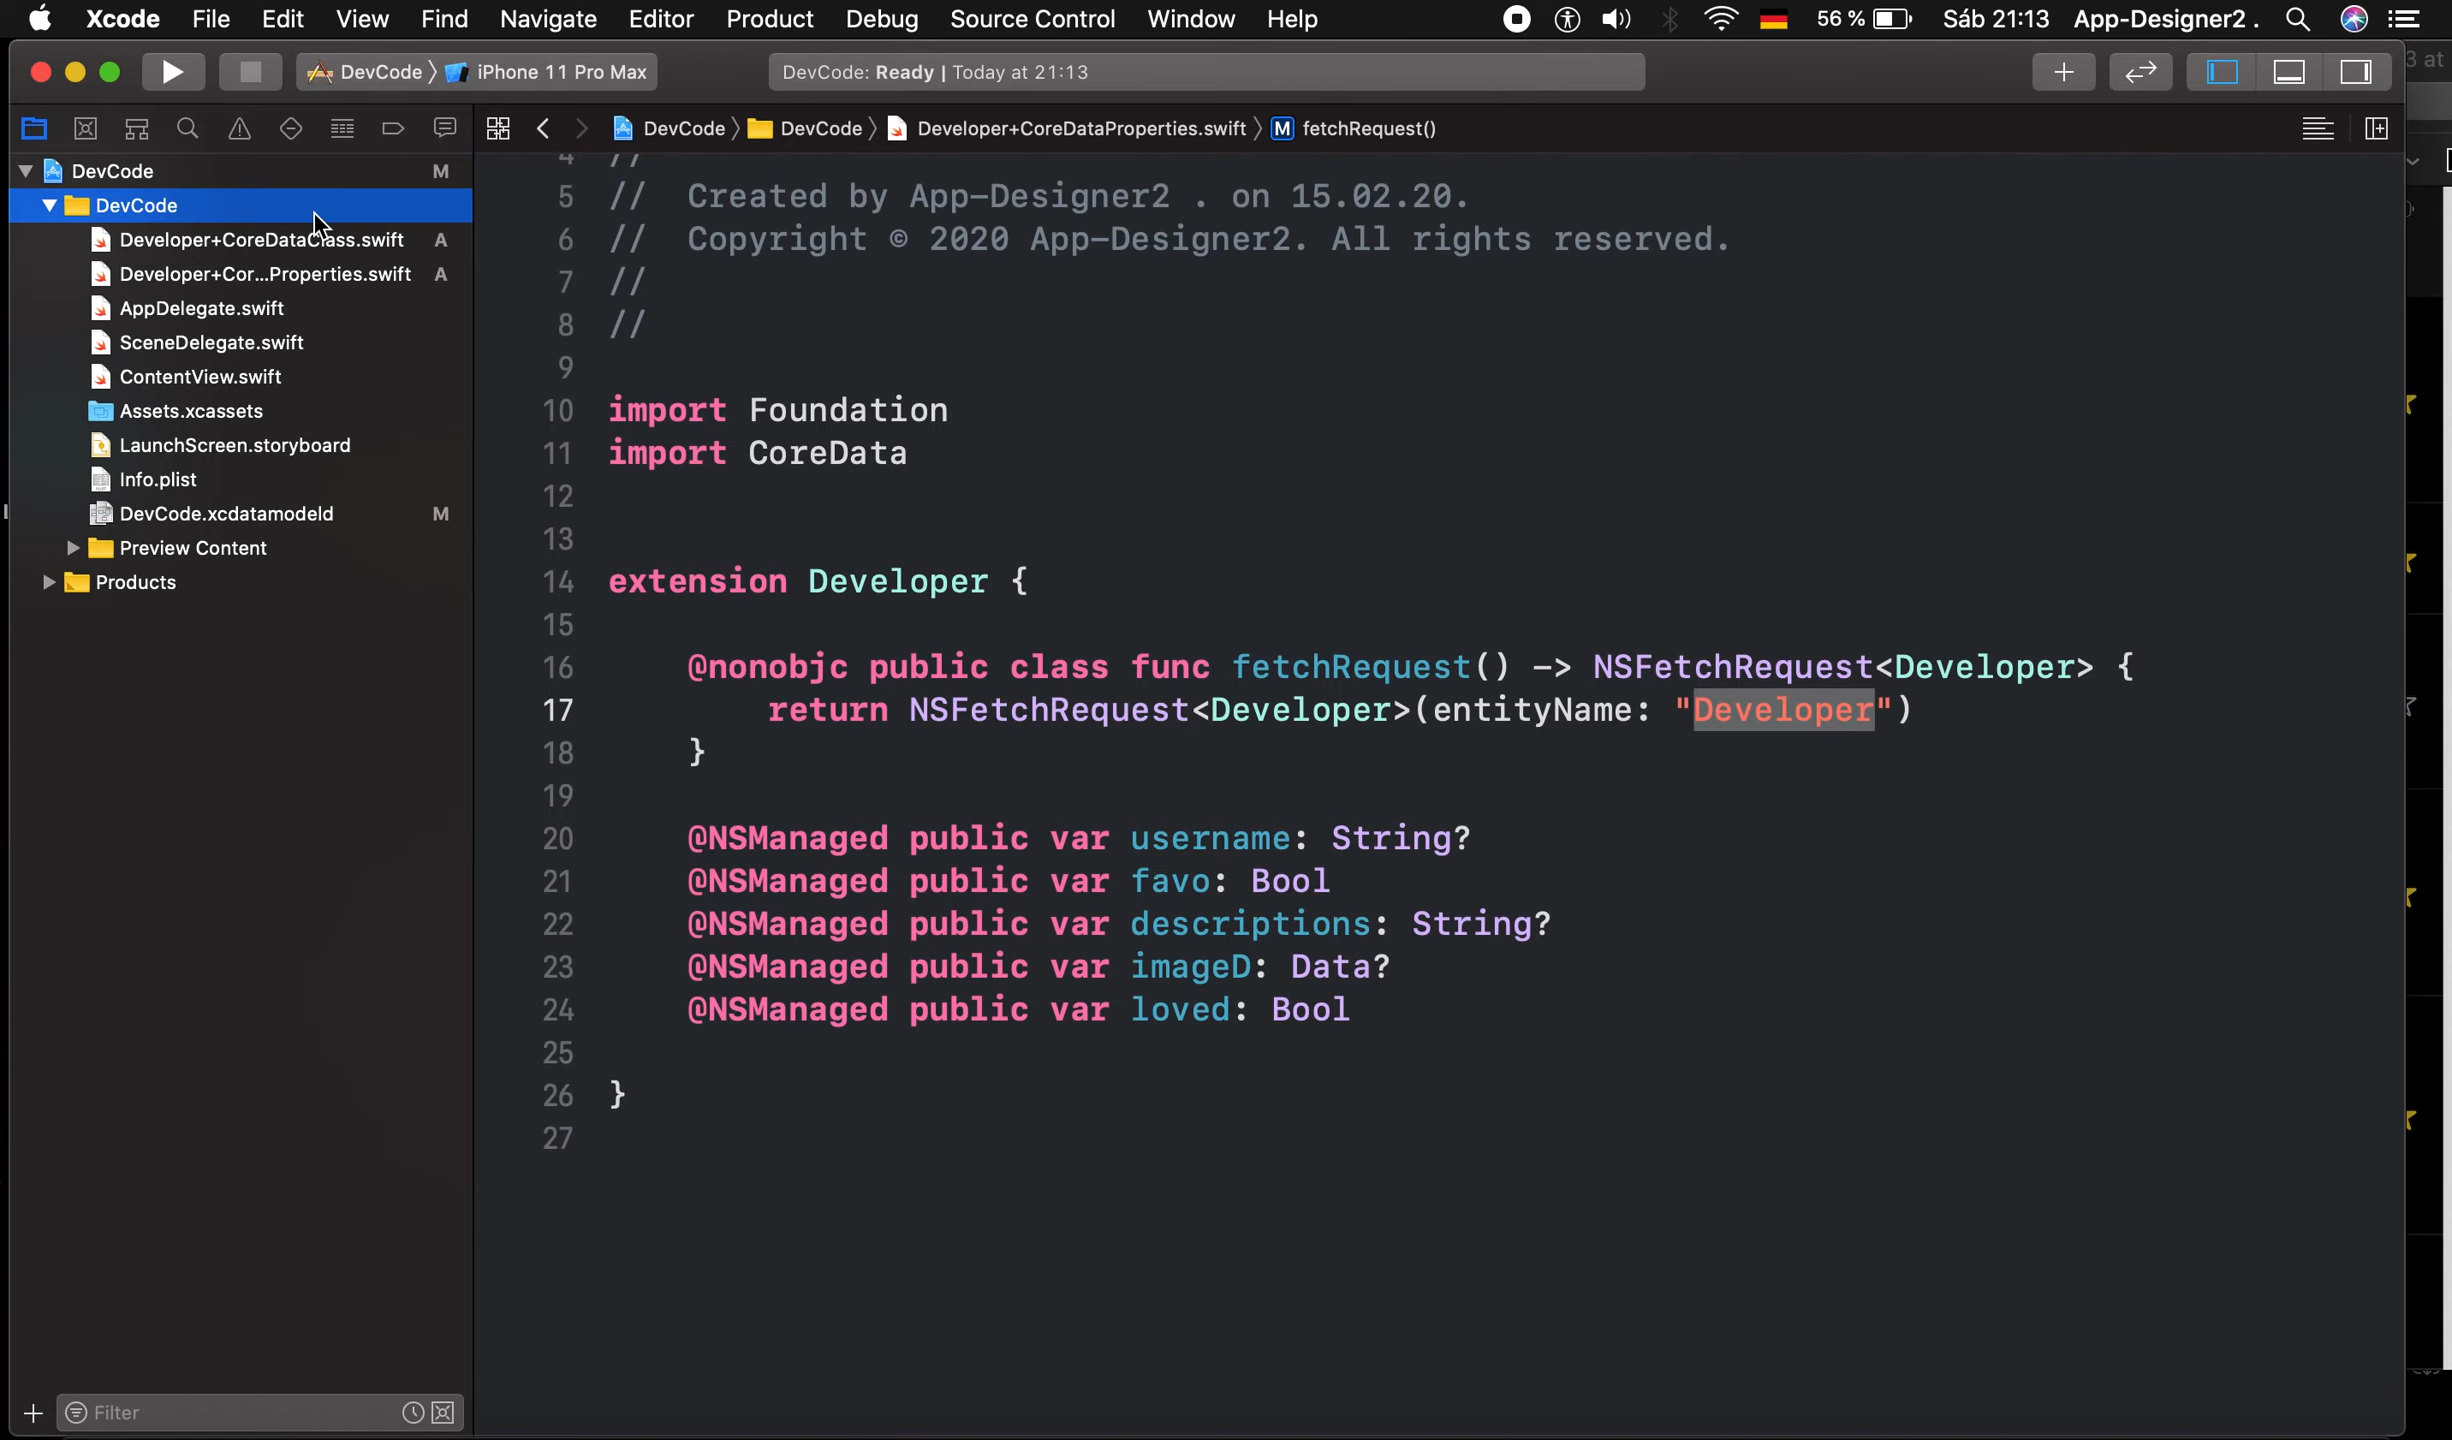 Xcode File Edit View Find Navigate Editor Product Debug Source Control Window Help 56 % Sáb 21:13 App-Designer2 .
DevCode iPhone 11 Pro Max DevCode: Ready | Today at 21:13
DevCode DevCode Developer+CoreDataProperties.swift M fetchRequest()
DevCode M
DevCode
Developer+CoreDataClass.swift A
Developer+Cor...Properties.swift A
AppDelegate.swift
SceneDelegate.swift
ContentView.swift
Assets.xcassets
LaunchScreen.storyboard
Info.plist
DevCode.xcdatamodeld M
Preview Content
Products
Filter
4 //
5 //  Created by App-Designer2 . on 15.02.20.
6 //  Copyright © 2020 App-Designer2. All rights reserved.
7 //
8 //
9
10 import Foundation
11 import CoreData
12
13
14 extension Developer {
15
16     @nonobjc public class func fetchRequest() -> NSFetchRequest<Developer> {
17         return NSFetchRequest<Developer>(entityName: "Developer")
18     }
19
20     @NSManaged public var username: String?
21     @NSManaged public var favo: Bool
22     @NSManaged public var descriptions: String?
23     @NSManaged public var imageD: Data?
24     @NSManaged public var loved: Bool
25
26 }
27
3 at